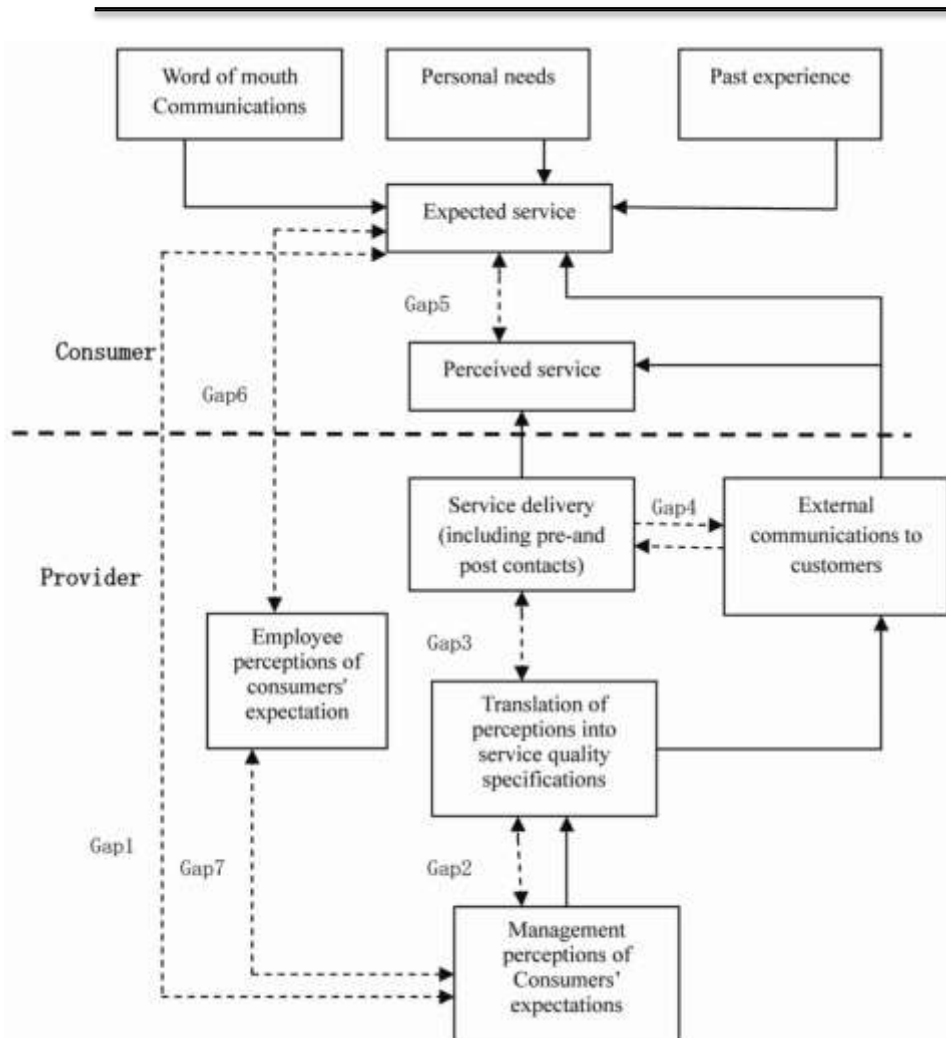 Word of mouth
Communications
Personal needs
Past experience
Expected service
Gap5
Consumer
Perceived service
Gap6
Service delivery
(including pre-and
post contacts)
Gap4
External
communications to
customers
Provider
Employee
perceptions of
consumers'
expectation
Gap3
Translation of
perceptions into
service quality
specifications
Gap1
Gap7
Gap2
Management
perceptions of
Consumers'
expectations